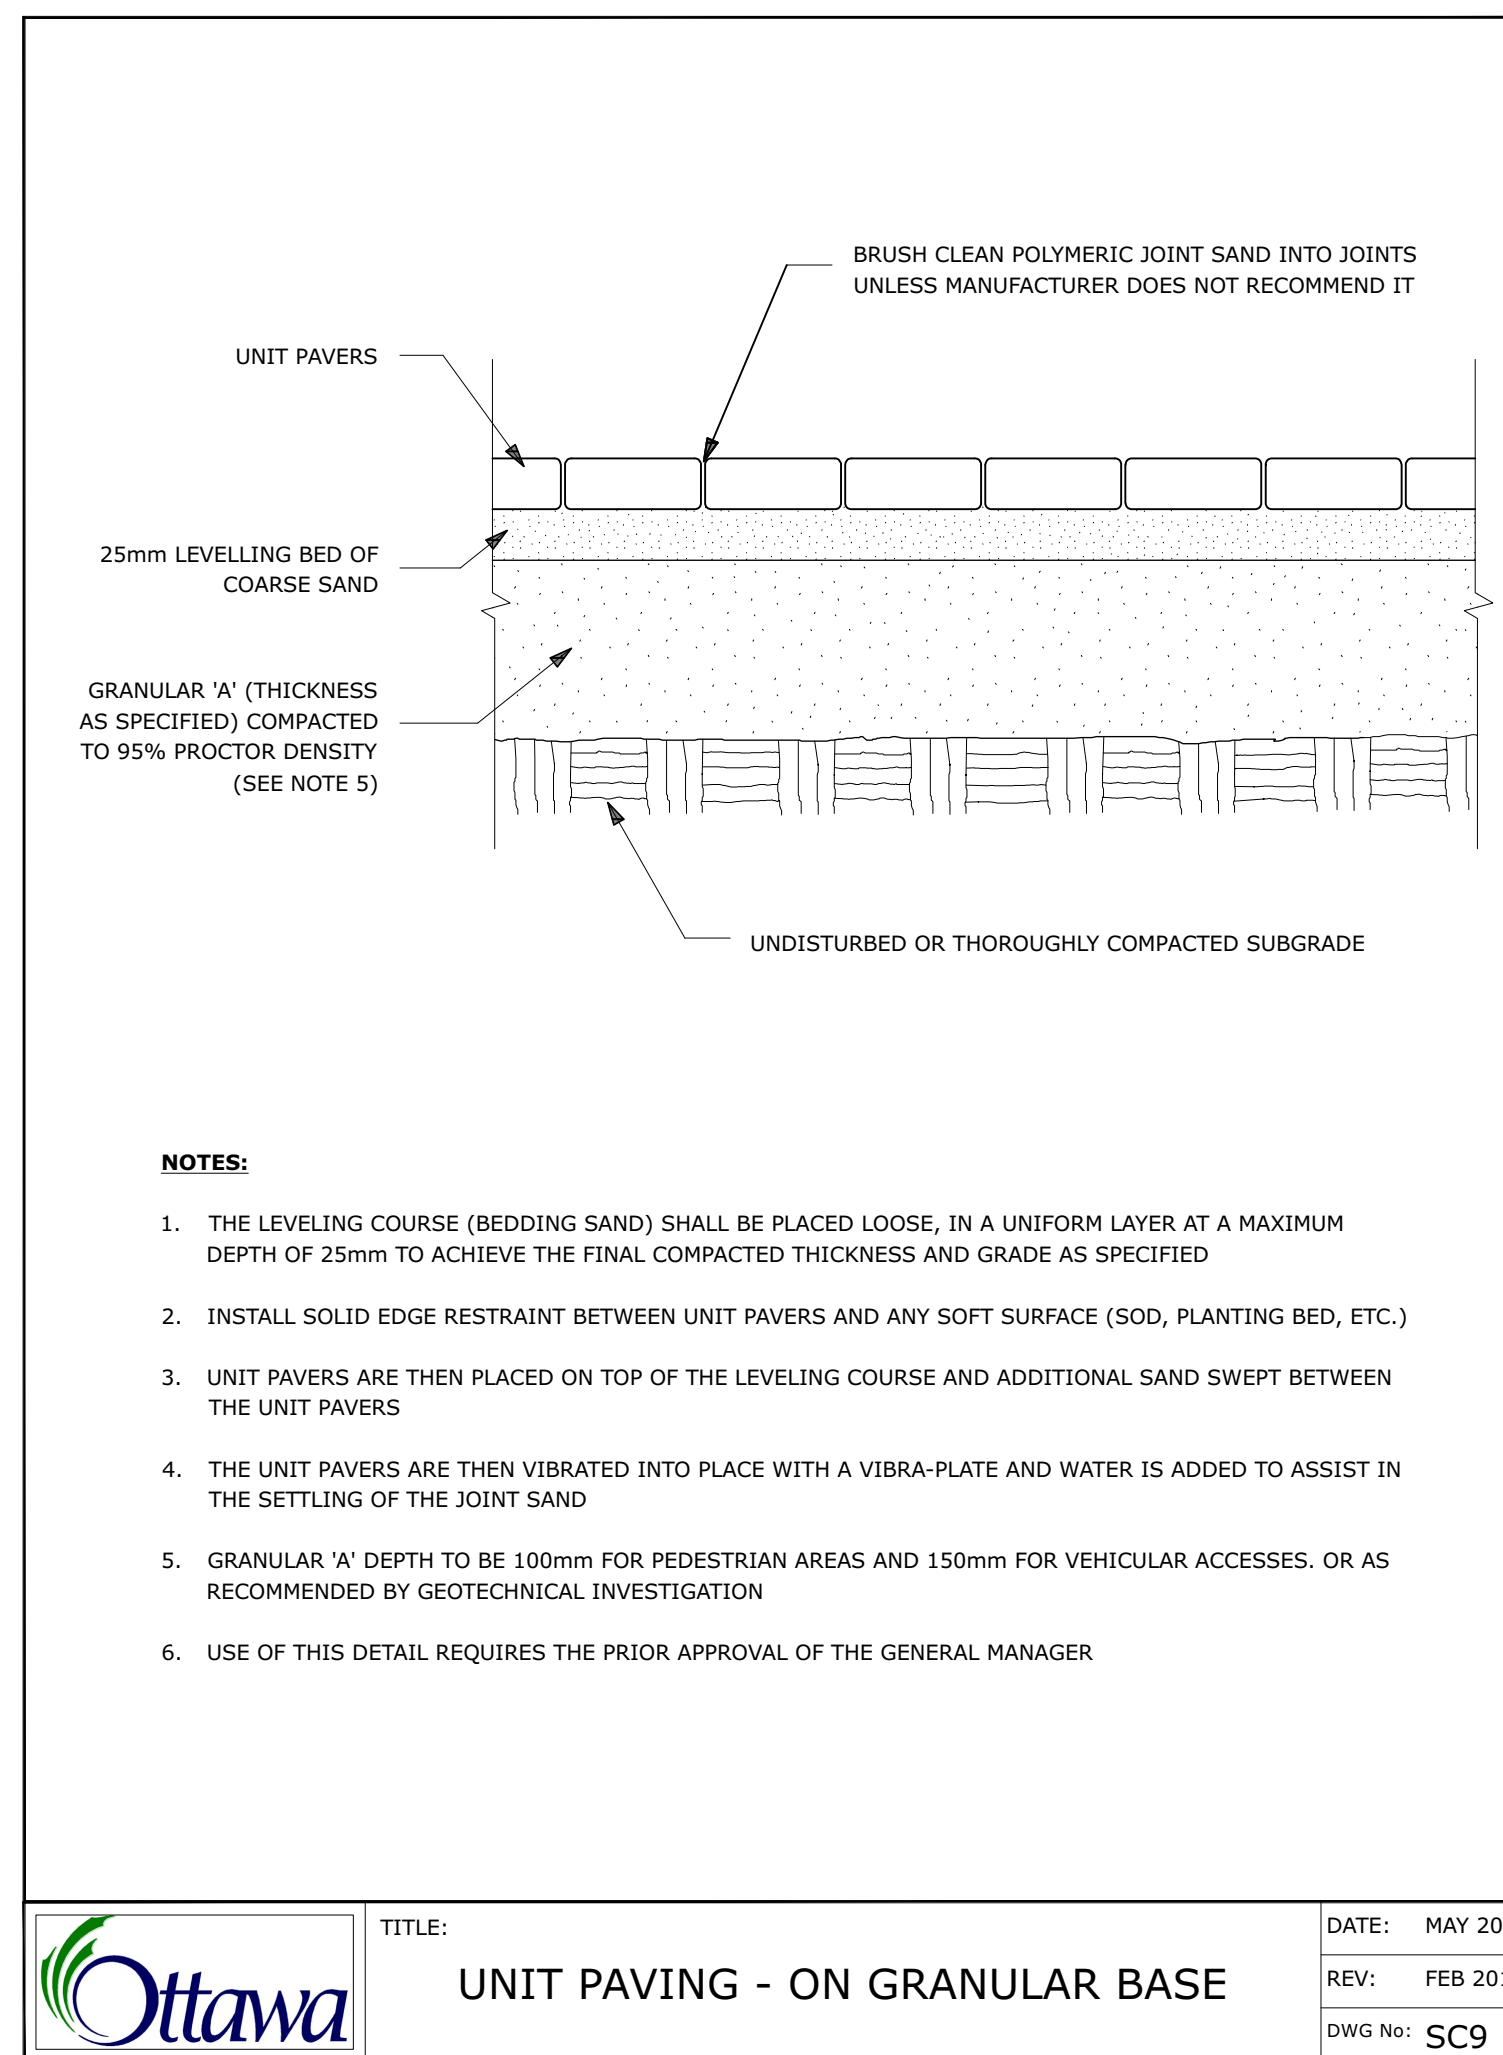 BRUSH CLEAN POLYMERIC JOINT SAND INTO JOINTS
UNLESS MANUFACTURER DOES NOT RECOMMEND IT
UNIT PAVERS
25mm LEVELLING BED OF
COARSE SAND
GRANULAR 'A' (THICKNESS
AS SPECIFIED) COMPACTED
TO 95% PROCTOR DENSITY
(SEE NOTE 5)
UNDISTURBED OR THOROUGHLY COMPACTED SUBGRADE
NOTES:
1. THE LEVELING COURSE (BEDDING SAND) SHALL BE PLACED LOOSE, IN A UNIFORM LAYER AT A MAXIMUM
DEPTH OF 25mm TO ACHIEVE THE FINAL COMPACTED THICKNESS AND GRADE AS SPECIFIED
2. INSTALL SOLID EDGE RESTRAINT BETWEEN UNIT PAVERS AND ANY SOFT SURFACE (SOD, PLANTING BED, ETC.)
3. UNIT PAVERS ARE THEN PLACED ON TOP OF THE LEVELING COURSE AND ADDITIONAL SAND SWEPT BETWEEN
THE UNIT PAVERS
4. THE UNIT PAVERS ARE THEN VIBRATED INTO PLACE WITH A VIBRA-PLATE AND WATER IS ADDED TO ASSIST IN
THE SETTLING OF THE JOINT SAND
5. GRANULAR 'A' DEPTH TO BE 100mm FOR PEDESTRIAN AREAS AND 150mm FOR VEHICULAR ACCESSES. OR AS
RECOMMENDED BY GEOTECHNICAL INVESTIGATION
6. USE OF THIS DETAIL REQUIRES THE PRIOR APPROVAL OF THE GENERAL MANAGER
Ottawa
TITLE:
UNIT PAVING - ON GRANULAR BASE
DATE: MAY
REV: FEB
DWG No: SC9